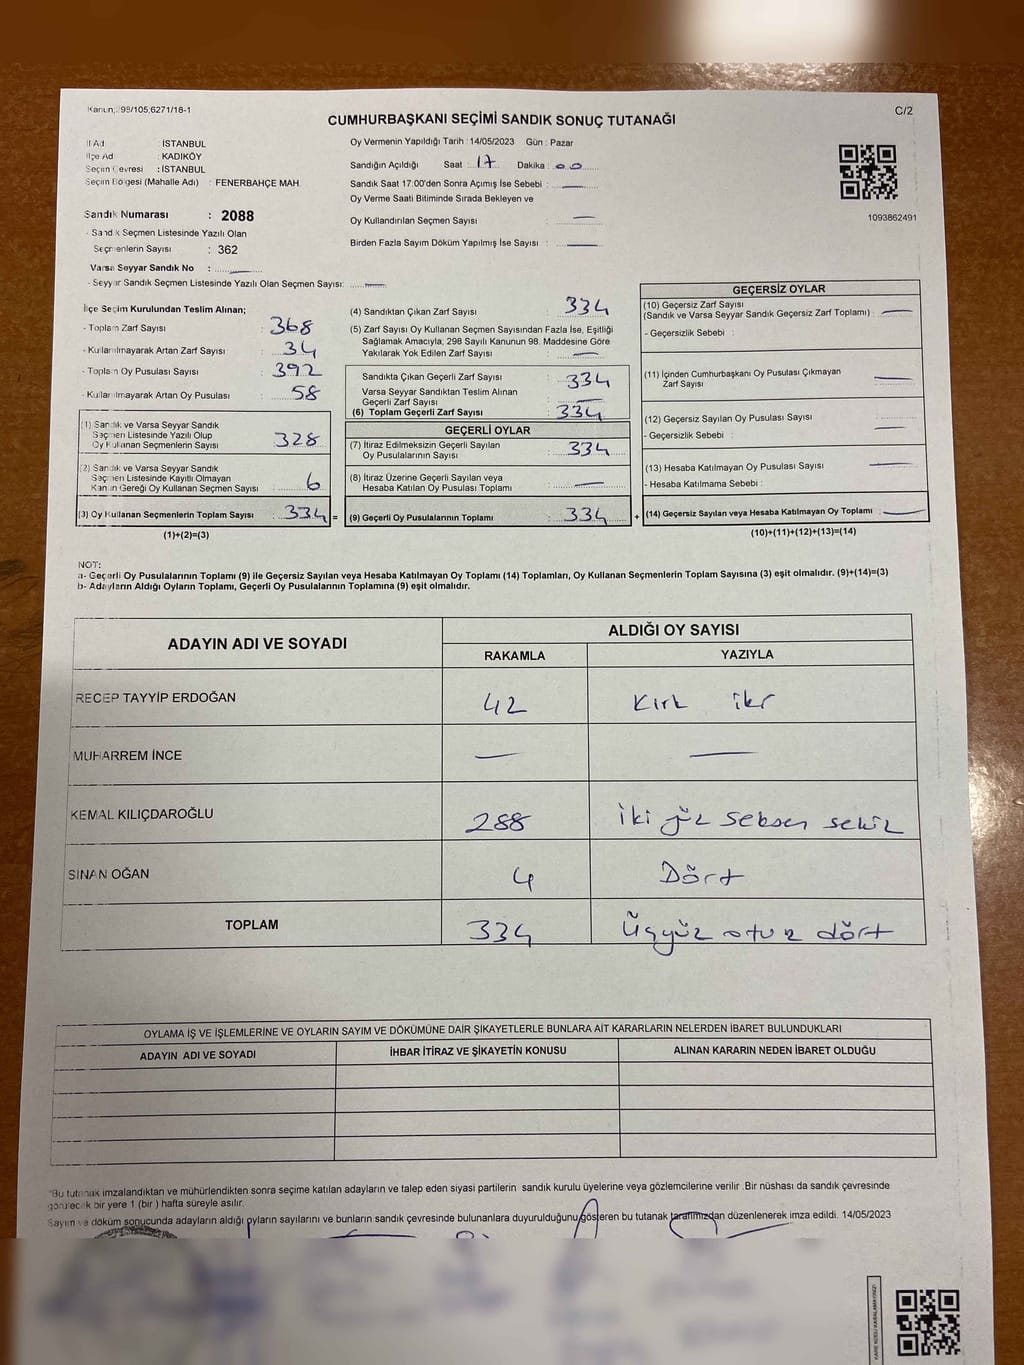 Kanun; 298/105;6271/18-1
C/2
CUMHURBAŞKANI SEÇİMİ SANDIK SONUÇ TUTANAĞI
İl Adı : İSTANBUL
İlçe Adı : KADIKÖY
Seçim Çevresi : İSTANBUL
Seçim Bölgesi (Mahalle Adı) : FENERBAHÇE MAH.
Sandık Numarası : 2088
- Sandık Seçmen Listesinde Yazılı Olan
Seçmenlerin Sayısı : 362
Varsa Seyyar Sandık No : —
- Seyyar Sandık Seçmen Listesinde Yazılı Olan Seçmen Sayısı: —
Oy Vermenin Yapıldığı Tarih : 14/05/2023 Gün : Pazar
Sandığın Açıldığı Saat : 17 Dakika : 00
Sandık Saat 17:00'den Sonra Açımış İse Sebebi : —
Oy Verme Saati Bitiminde Sırada Bekleyen ve
Oy Kullandırılan Seçmen Sayısı : —
Birden Fazla Sayım Döküm Yapılmış İse Sayısı : —
1093862491
İlçe Seçim Kurulundan Teslim Alınan;
- Toplam Zarf Sayısı : 368
- Kullanılmayarak Artan Zarf Sayısı : 34
- Toplam Oy Pusulası Sayısı : 392
- Kullanılmayarak Artan Oy Pusulası : 58
(1) Sandık ve Varsa Seyyar Sandık
Seçmen Listesinde Yazılı Olup
Oy Kullanan Seçmenlerin Sayısı : 328
(2) Sandık ve Varsa Seyyar Sandık
Seçmen Listesinde Kayıtlı Olmayan
Kanun Gereği Oy Kullanan Seçmen Sayısı : 6
(3) Oy Kullanan Seçmenlerin Toplam Sayısı : 334 =
(1)+(2)=(3)
(4) Sandıktan Çıkan Zarf Sayısı : 334
(5) Zarf Sayısı Oy Kullanan Seçmen Sayısından Fazla İse, Eşitliği
Sağlamak Amacıyla; 298 Sayılı Kanunun 98. Maddesine Göre
Yakılarak Yok Edilen Zarf Sayısı : —
Sandıkta Çıkan Geçerli Zarf Sayısı : 334
Varsa Seyyar Sandıktan Teslim Alınan
Geçerli Zarf Sayısı : —
(6) Toplam Geçerli Zarf Sayısı : 334
GEÇERLİ OYLAR
(7) İtiraz Edilmeksizin Geçerli Sayılan
Oy Pusulalarının Sayısı : 334
(8) İtiraz Üzerine Geçerli Sayılan veya
Hesaba Katılan Oy Pusulası Toplamı : —
(9) Geçerli Oy Pusulalarının Toplamı : 334 +
GEÇERSİZ OYLAR
(10) Geçersiz Zarf Sayısı
(Sandık ve Varsa Seyyar Sandık Geçersiz Zarf Toplamı) : —
- Geçersizlik Sebebi :
(11) İçinden Cumhurbaşkanı Oy Pusulası Çıkmayan
Zarf Sayısı —
(12) Geçersiz Sayılan Oy Pusulası Sayısı : —
- Geçersizlik Sebebi :
(13) Hesaba Katılmayan Oy Pusulası Sayısı : —
- Hesaba Katılmama Sebebi :
(14) Geçersiz Sayılan veya Hesaba Katılmayan Oy Toplamı : —
(10)+(11)+(12)+(13)=(14)
NOT:
a- Geçerli Oy Pusulalarının Toplamı (9) ile Geçersiz Sayılan veya Hesaba Katılmayan Oy Toplamı (14) Toplamları, Oy Kullanan Seçmenlerin Toplam Sayısına (3) eşit olmalıdır. (9)+(14)=(3)
b- Adayların Aldığı Oyların Toplamı, Geçerli Oy Pusulalarının Toplamına (9) eşit olmalıdır.
ADAYIN ADI VE SOYADI
ALDIĞI OY SAYISI
RAKAMLA YAZIYLA
RECEP TAYYİP ERDOĞAN 42 Kırk iki
MUHARREM İNCE — —
KEMAL KILIÇDAROĞLU 288 iki yüz seksen sekiz
SİNAN OĞAN 4 Dört
TOPLAM 334 Üçyüz otuz dört
OYLAMA İŞ VE İŞLEMLERİNE VE OYLARIN SAYIM VE DÖKÜMÜNE DAİR ŞİKAYETLERLE BUNLARA AİT KARARLARIN NELERDEN İBARET BULUNDUKLARI
ADAYIN ADI VE SOYADI İHBAR İTİRAZ VE ŞİKAYETİN KONUSU ALINAN KARARIN NEDEN İBARET OLDUĞU
*Bu tutanak imzalandıktan ve mühürlendikten sonra seçime katılan adayların ve talep eden siyasi partilerin sandık kurulu üyelerine veya gözlemcilerine verilir .Bir nüshası da sandık çevresinde
görülecek bir yere 1 (bir ) hafta süreyle asılır.
Sayım ve döküm sonucunda adayların aldığı oyların sayılarını ve bunların sandık çevresinde bulunanlara duyurulduğunu gösteren bu tutanak tarafımızdan düzenlenerek imza edildi. 14/05/2023